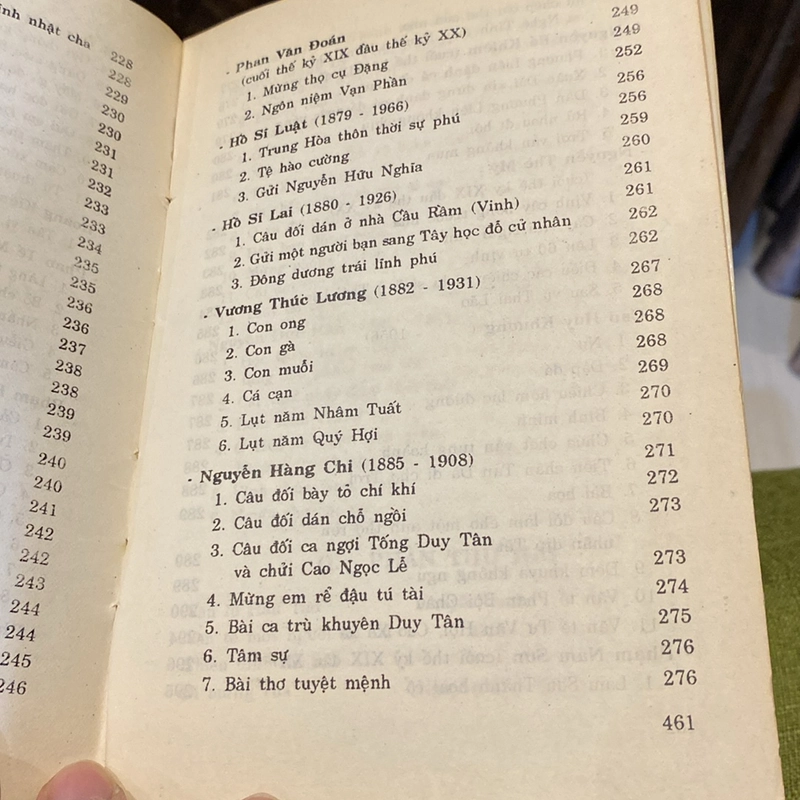 inh nhật cha
228
228
229
230
230
231
231
232
233
233
234
235
235
236
236
237
238
238
239
239
240
240
241
242
242
243
244
244
245
246
- Phan Văn Đoán 249
(cuối thế kỷ XIX đầu thế kỷ XX) 249
1. Mừng thọ cụ Đặng 252
2. Ngôn niệm Vạn Phần 256
- Hồ Sĩ Luật (1879 - 1966) 256
1. Trung Hòa thôn thời sự phú 259
2. Tệ hào cường 260
3. Gửi Nguyễn Hữu Nghĩa 261
- Hồ Sĩ Lai (1880 - 1926) 261
1. Câu đối dán ở nhà Cầu Rầm (Vinh) 262
2. Gửi một người bạn sang Tây học đỗ cử nhân 262
3. Đông dương trái lĩnh phú 267
- Vương Thúc Lương (1882 - 1931) 268
1. Con ong 268
2. Con gà 268
3. Con muỗi 269
4. Cá cạn 270
5. Lụt năm Nhâm Tuất 270
6. Lụt năm Quý Hợi 271
- Nguyễn Hàng Chi (1885 - 1908) 272
1. Câu đối bày tỏ chí khí 273
2. Câu đối dán chỗ ngồi
3. Câu đối ca ngợi Tống Duy Tân 273
và chửi Cao Ngọc Lễ 274
4. Mừng em rể đậu tú tài 275
5. Bài ca trù khuyên Duy Tân 276
6. Tâm sự 276
7. Bài thơ tuyệt mệnh
461